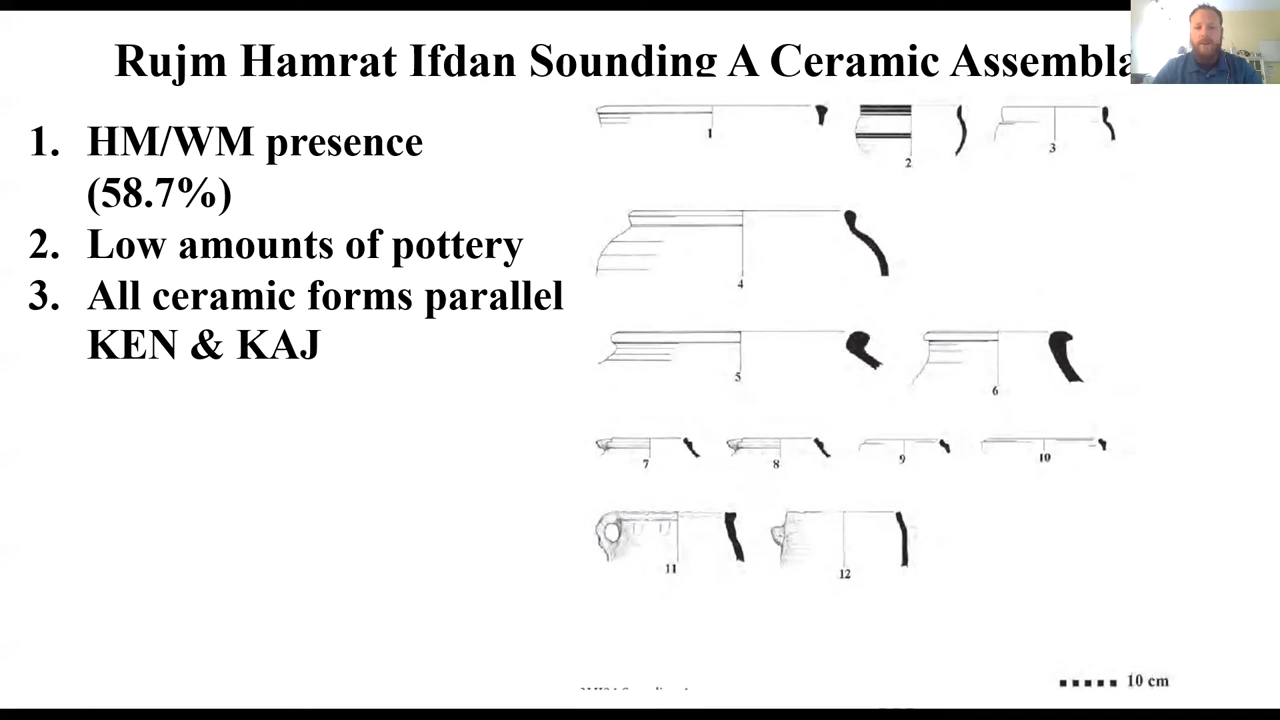 Rujm Hamrat Ifdan Sounding A Ceramic
1. HM/WM presence
(58.7%)
2. Low amounts of pottery
3. All ceramic forms parallel
KEN & KAJ
1
2
3
4
5
6
7
8
9
10
11
12
10 cm